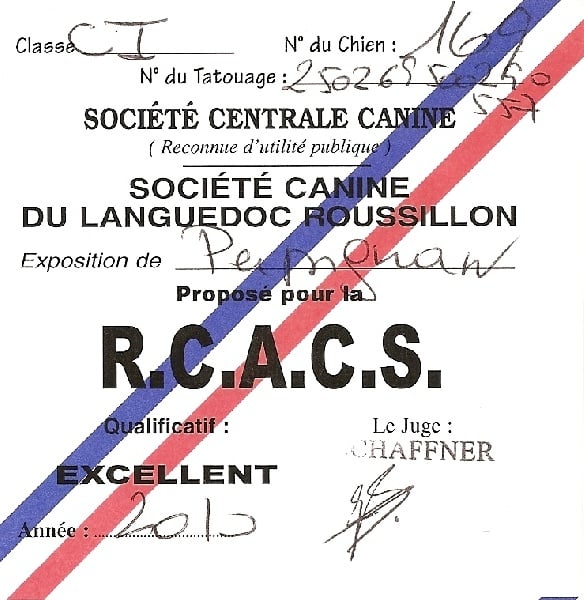 Classe CI N° du Chien : 169
N° du Tatouage : 250269
SOCIÉTÉ CENTRALE CANINE
( Reconnue d'utilité publique )
SOCIÉTÉ CANINE
DU LANGUEDOC ROUSSILLON
Exposition de Perpignan
Proposé pour la
R.C.A.C.S.
Qualificatif : Le Juge :
CHAFFNER
EXCELLENT
Année : 2010